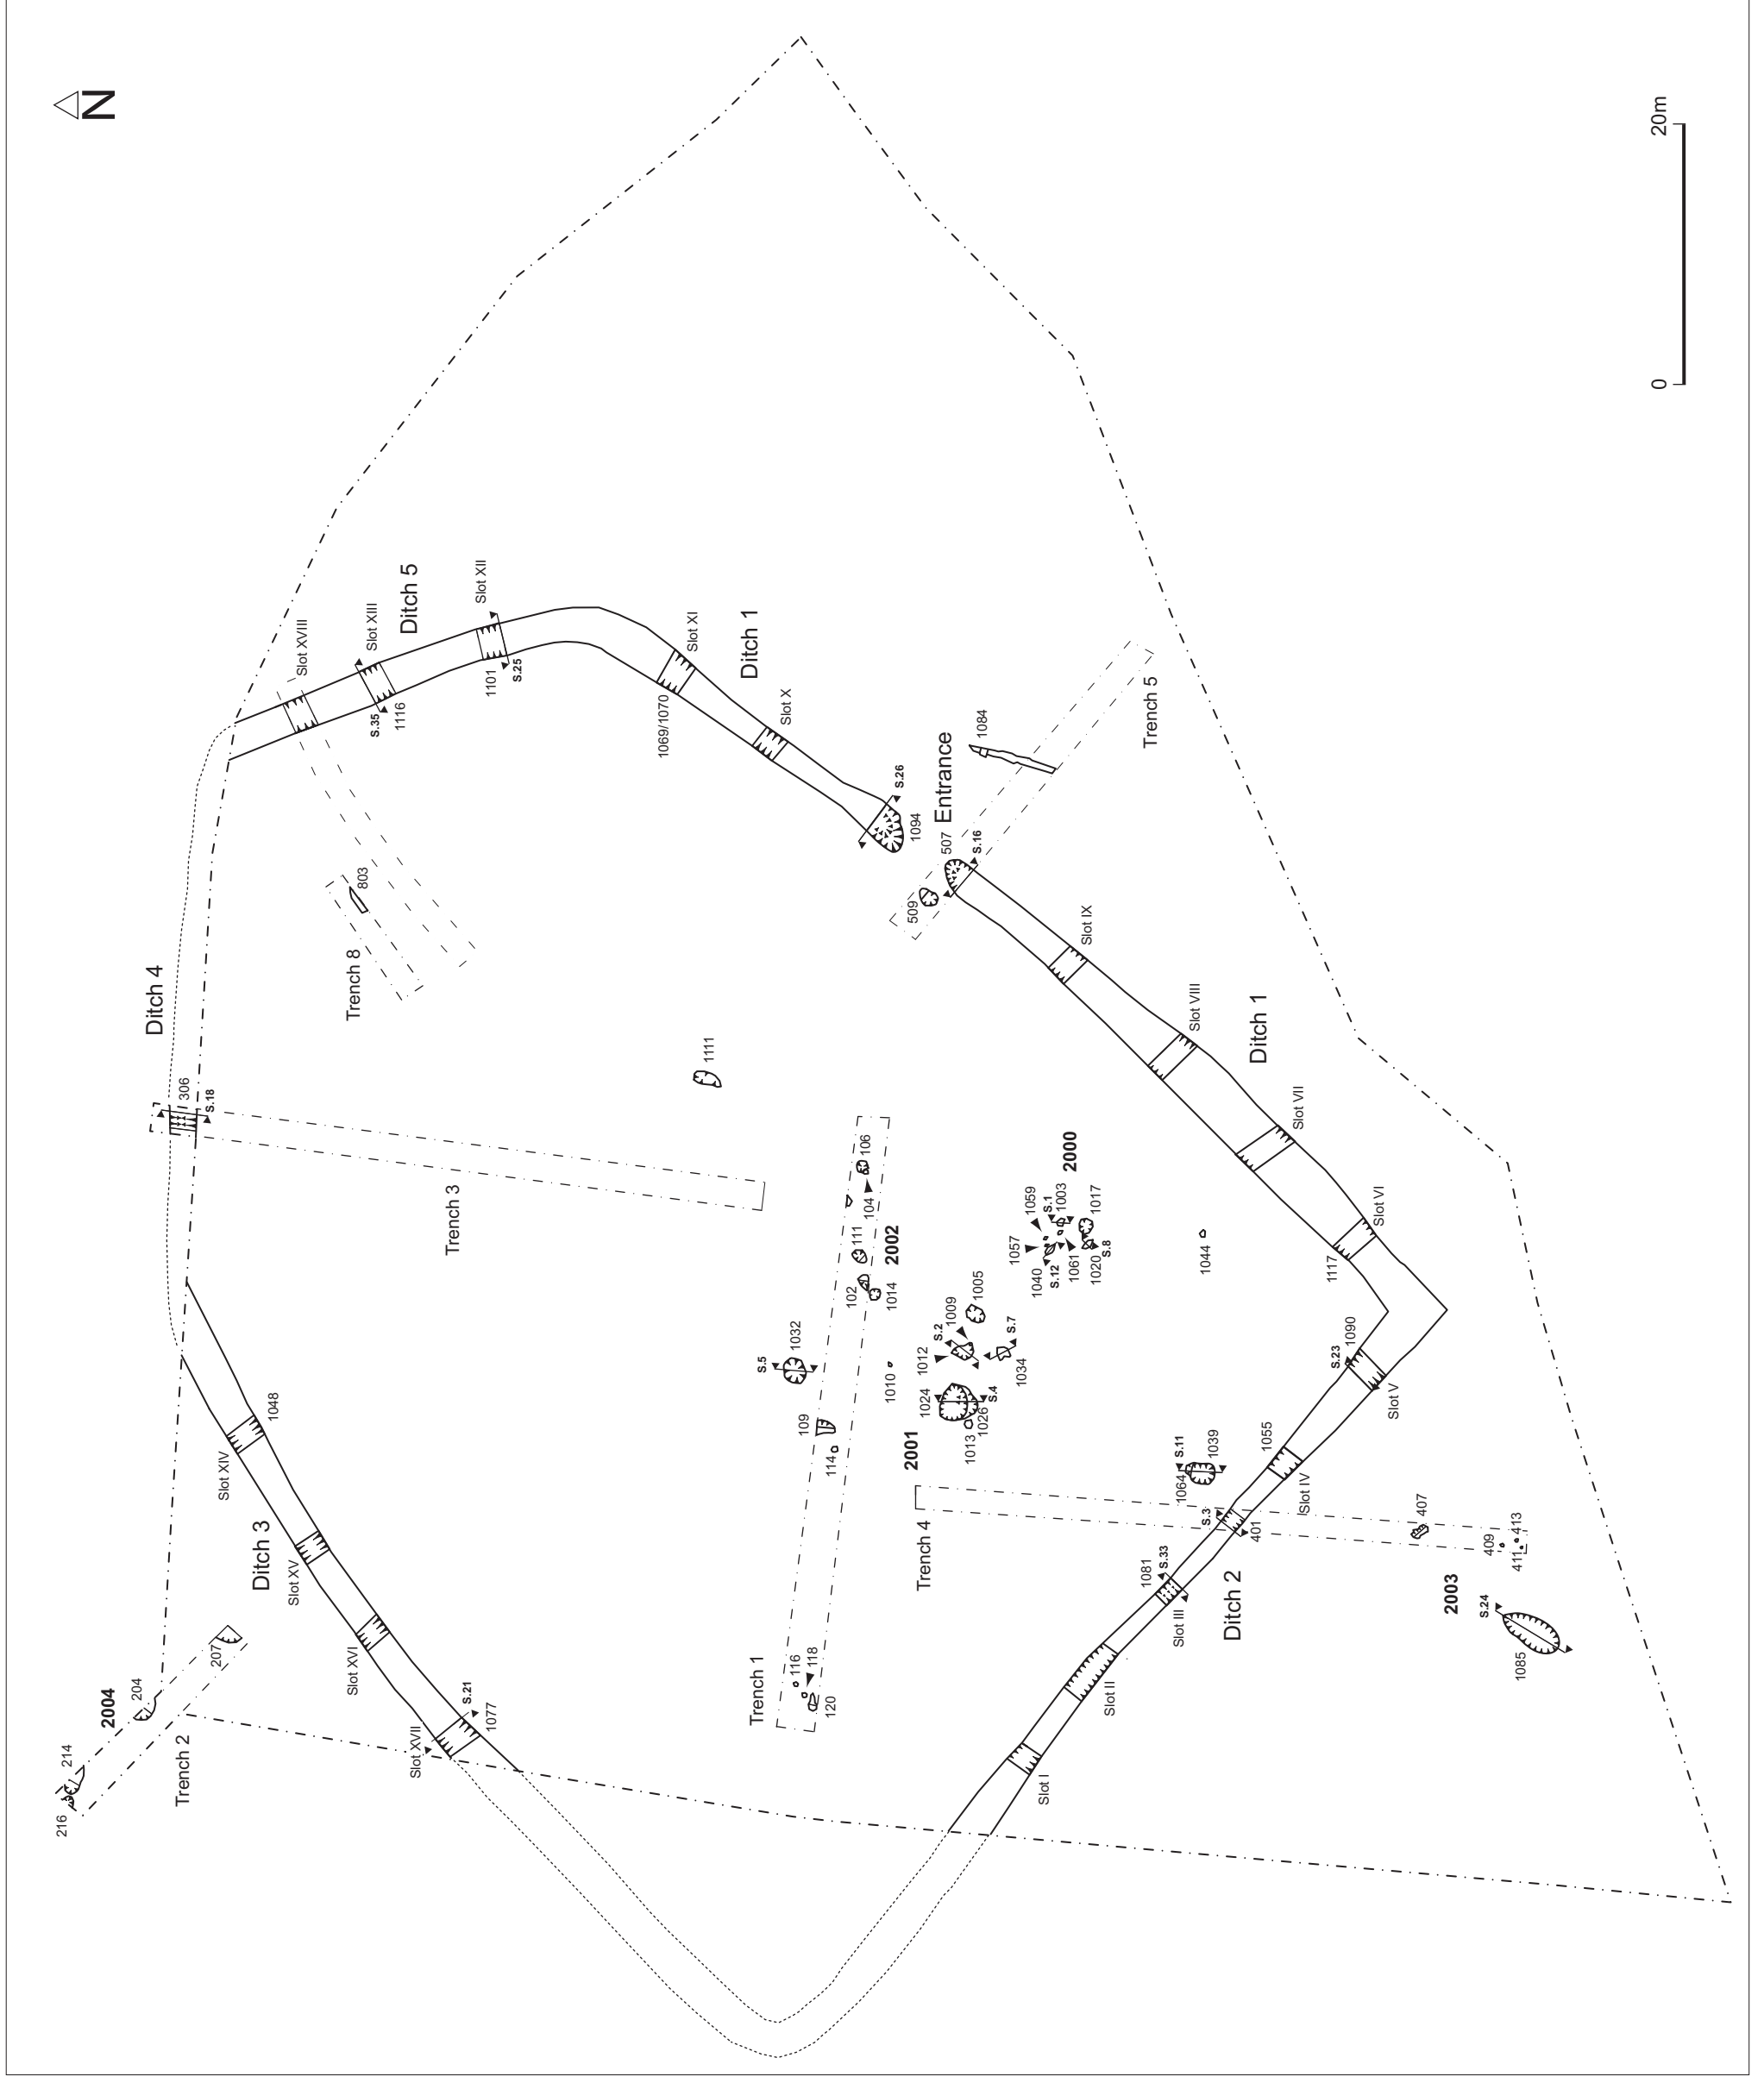 N
20m
0
Slot XVIII
Slot XIII
Ditch 5
Slot XII
S.35
1116
1101
S.25
Slot XI
Ditch 1
1069/1070
Slot X
S.26
1094
Entrance
1084
Trench 5
507
S.16
509
803
Trench 8
Ditch 4
306
S.18
Trench 3
1111
Slot IX
Slot VIII
Ditch 1
Slot VII
Slot VI
1117
106
104
111
2002
102
1014
2000
1059
S.1
1003
1017
1057
1040
S.12
1061
1020
S.8
1044
S.5
1032
1010
1005
1009
S.2
1012
S.7
1034
1024
S.4
1026
1013
2001
109
114
1048
Slot XIV
Ditch 3
Slot XV
Slot XVI
S.21
1077
Slot XVII
2004
204
207
214
216
Trench 2
Trench 1
116
118
120
Trench 4
S.11
1039
1064
S.3
401
1055
Slot IV
S.23
1090
Slot V
407
409
413
411
2003
S.24
1085
1081
S.33
Slot III
Ditch 2
Slot II
Slot I